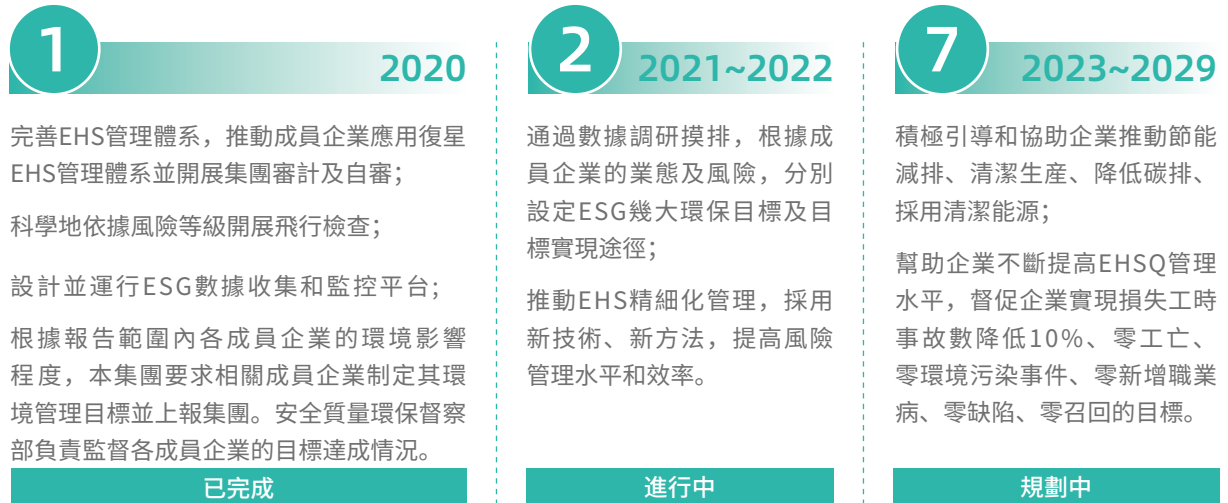 1
2020
完善EHS管理體系，推動成員企業應用復星
EHS管理體系並開展集團審計及自審；
科學地依據風險等級開展飛行檢查；
設計並運行ESG數據收集和監控平台；
根據報告範圍內各成員企業的環境影響
程度，本集團要求相關成員企業制定其環
境管理目標並上報集團。安全質量環保督察
部負責監督各成員企業的目標達成情況。
已完成
2
2021~2022
通過數據調研摸排，根據成
員企業的業態及風險，分別
設定ESG幾大環保目標及目
標實現途徑；
推動EHS精細化管理，採用
新技術、新方法，提高風險
管理水平和效率。
進行中
7
2023~2029
積極引導和協助企業推動節能
減排、清潔生産、降低碳排、
採用清潔能源；
幫助企業不斷提高EHSQ管理
水平，督促企業實現損失工時
事故數降低10%、零工亡、
零環境污染事件、零新增職業
病、零缺陷、零召回的目標。
規劃中